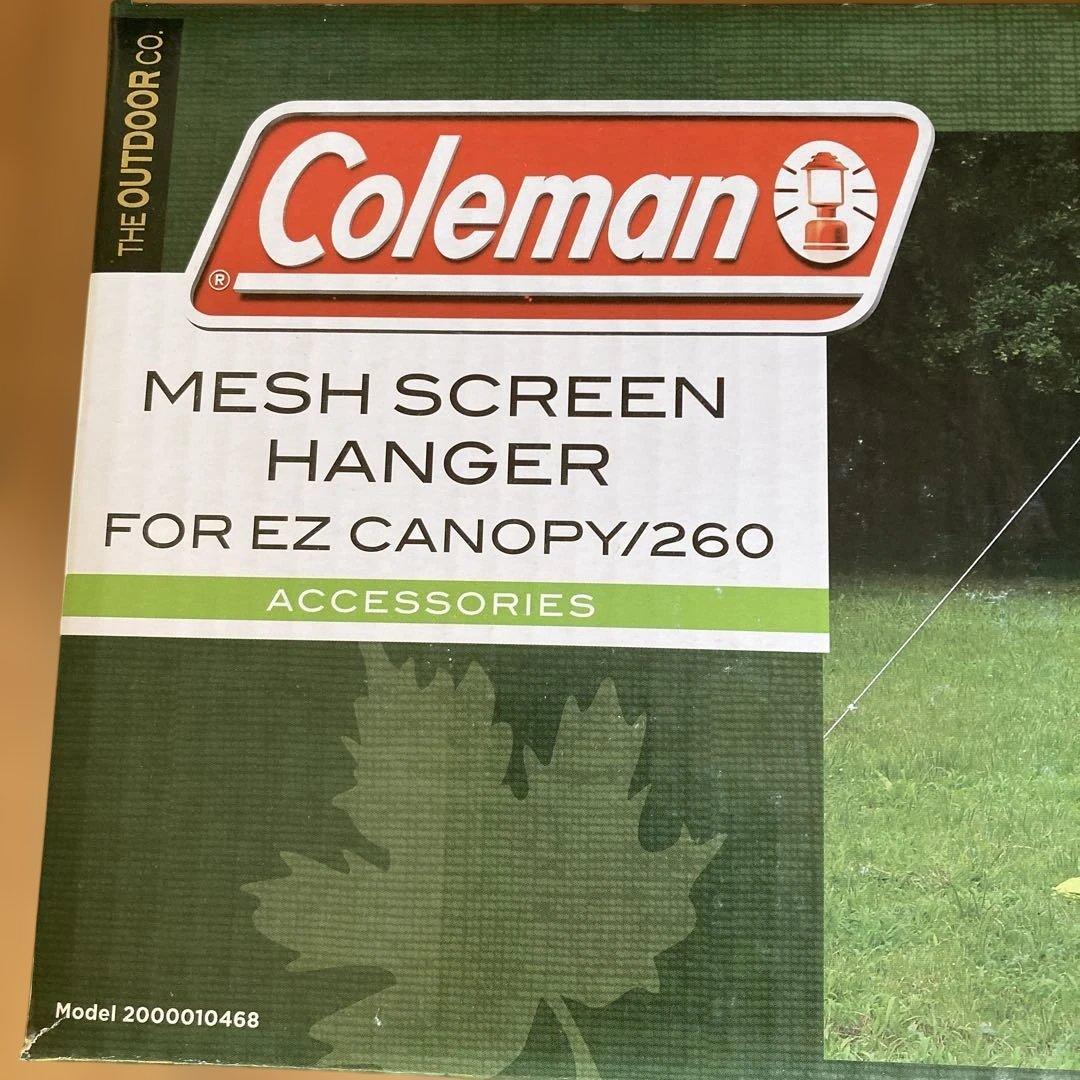 THE OUTDOOR CO.
Coleman
®
MESH SCREEN
HANGER
FOR EZ CANOPY/260
ACCESSORIES
Model 2000010468